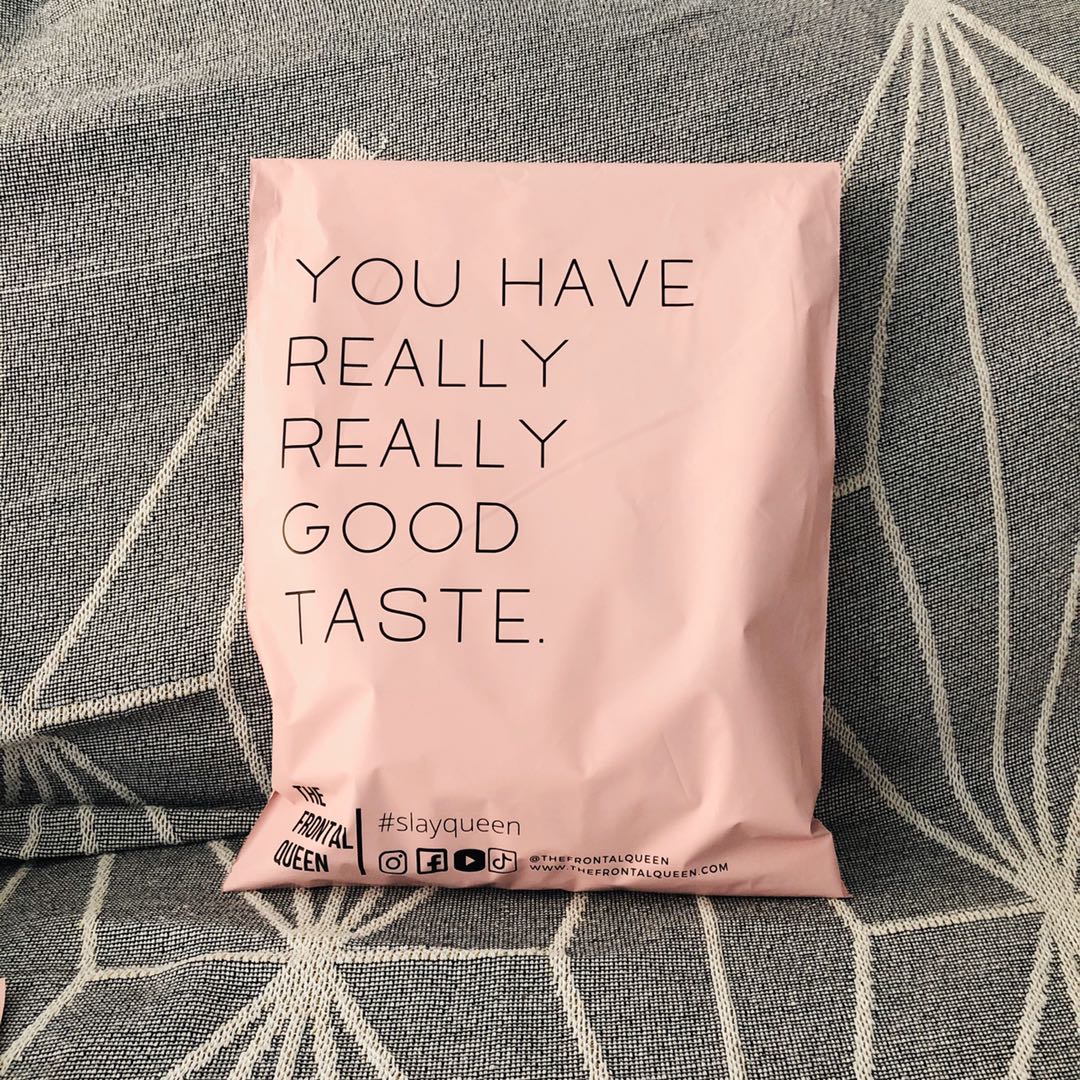 YOU HAVE
REALLY
REALLY
GOOD
TASTE.
THE
FRONTAL
QUEEN
#slayqueen
@THEFRONTALQUEEN
WWW.THEFRONTALQUEEN.COM